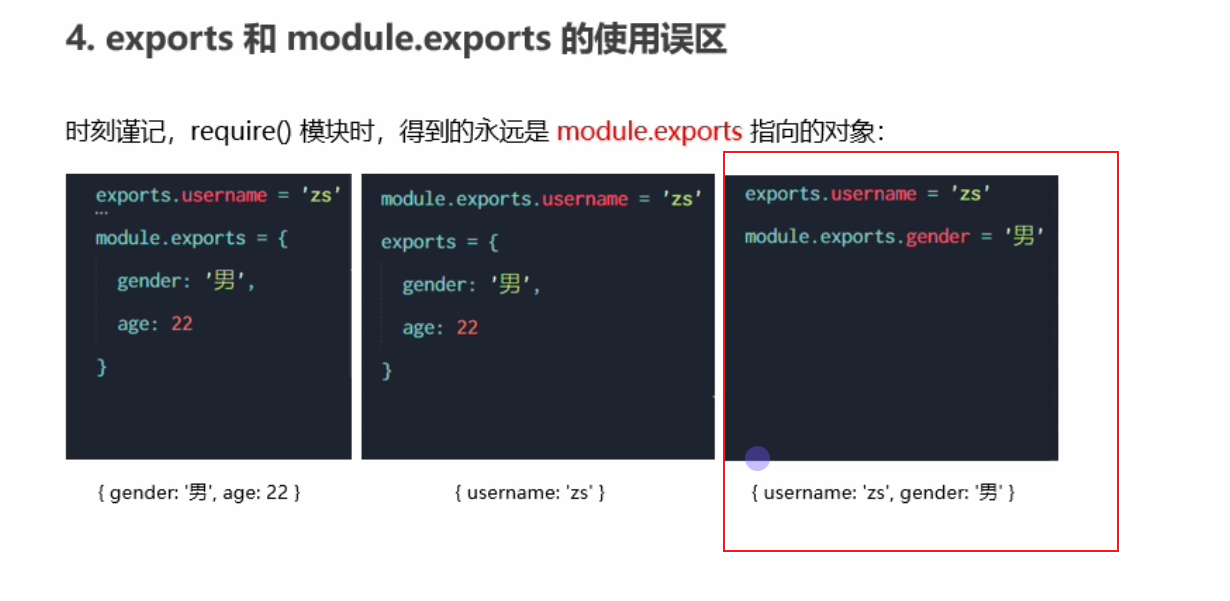 4. exports 和 module.exports 的使用误区
时刻谨记，require() 模块时，得到的永远是 module.exports 指向的对象：
exports.username = 'zs'
module.exports = {
gender: '男',
age: 22
}
{ gender: '男', age: 22 }
module.exports.username = 'zs'
exports = {
gender: '男',
age: 22
}
{ username: 'zs' }
exports.username = 'zs'
module.exports.gender = '男'
{ username: 'zs', gender: '男' }